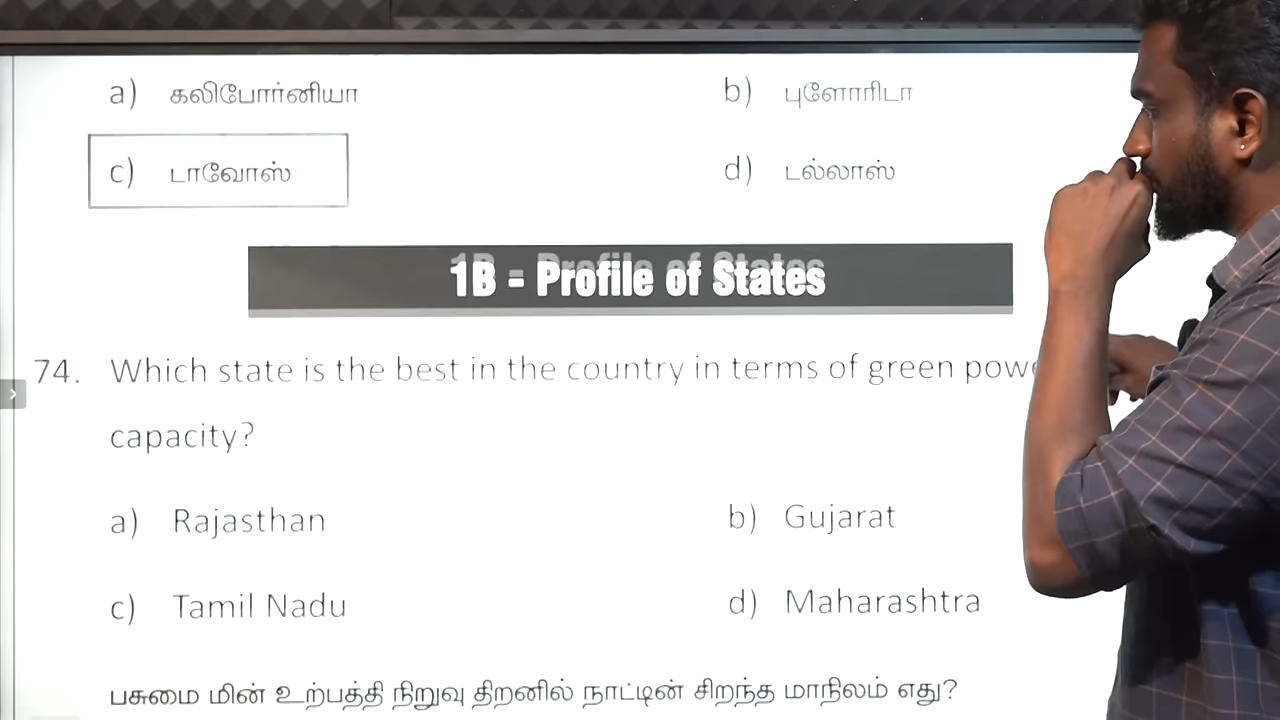 a) கலிபோர்னியா b) புளோரிடா
c) டாவோஸ் d) டல்லாஸ்
1B - Profile of States
74. Which state is the best in the country in terms of green
capacity?
a) Rajasthan b) Gujarat
c) Tamil Nadu d) Maharashtra
பசுமை மின் உற்பத்தி நிறுவு திறனில் நாட்டின் சிறந்த மாநிலம் எது?